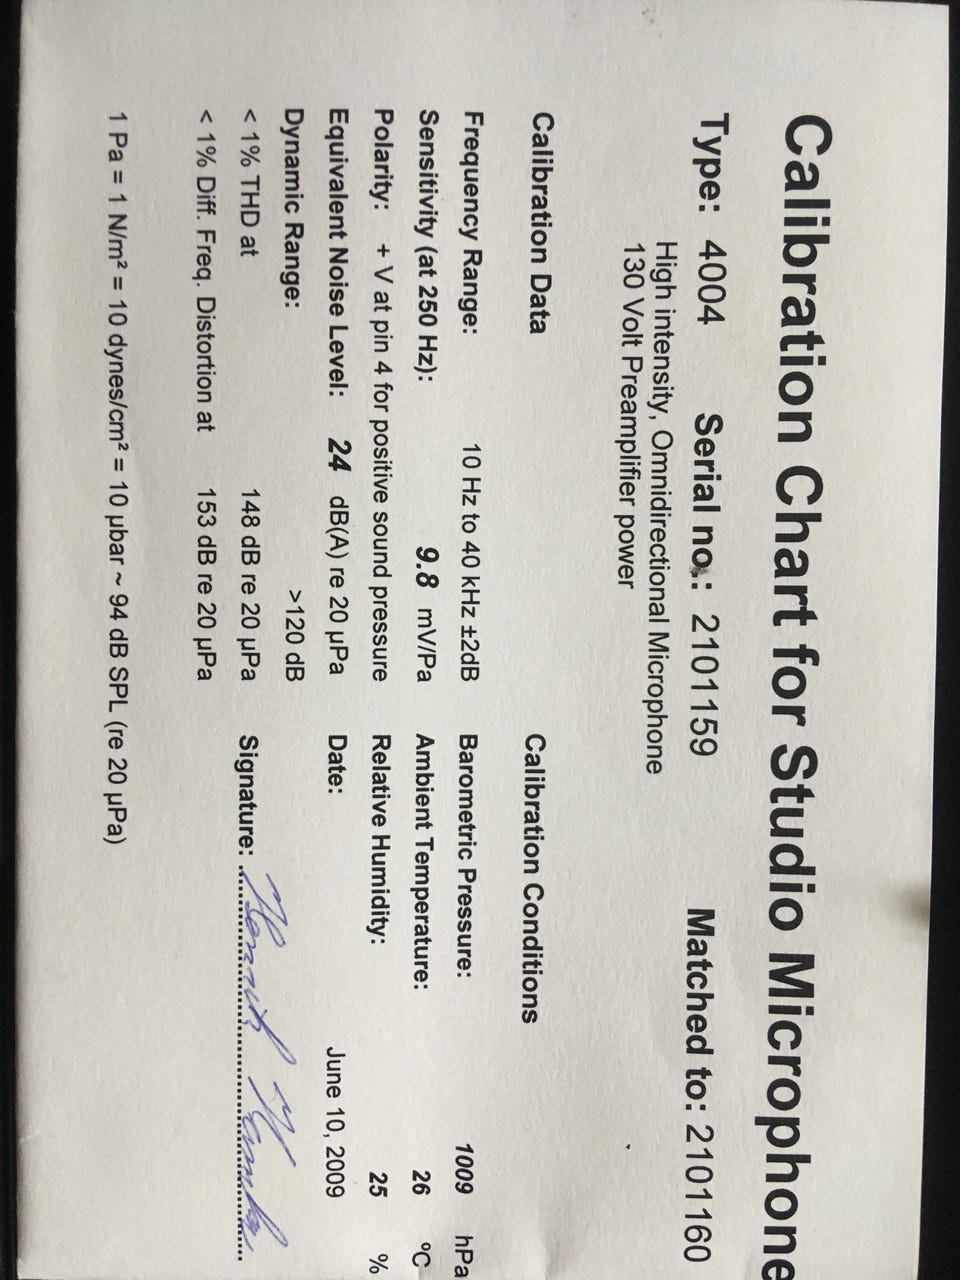 Calibration Chart for Studio Microphone
Type: 4004 Serial no.: 2101159 Matched to: 2101160
High intensity, Omnidirectional Microphone
130 Volt Preamplifier power
Calibration Data
Frequency Range: 10 Hz to 40 kHz ±2dB
Sensitivity (at 250 Hz): 9.8 mV/Pa
Polarity: + V at pin 4 for positive sound pressure
Equivalent Noise Level: 24 dB(A) re 20 µPa
Dynamic Range: >120 dB
< 1% THD at 148 dB re 20 µPa
< 1% Diff. Freq. Distortion at 153 dB re 20 µPa
Calibration Conditions
Barometric Pressure: 1009 hPa
Ambient Temperature: 26 °C
Relative Humidity: 25 %
Date: June 10, 2009
Signature:
1 Pa = 1 N/m² = 10 dynes/cm² = 10 µbar ~ 94 dB SPL (re 20 µPa)